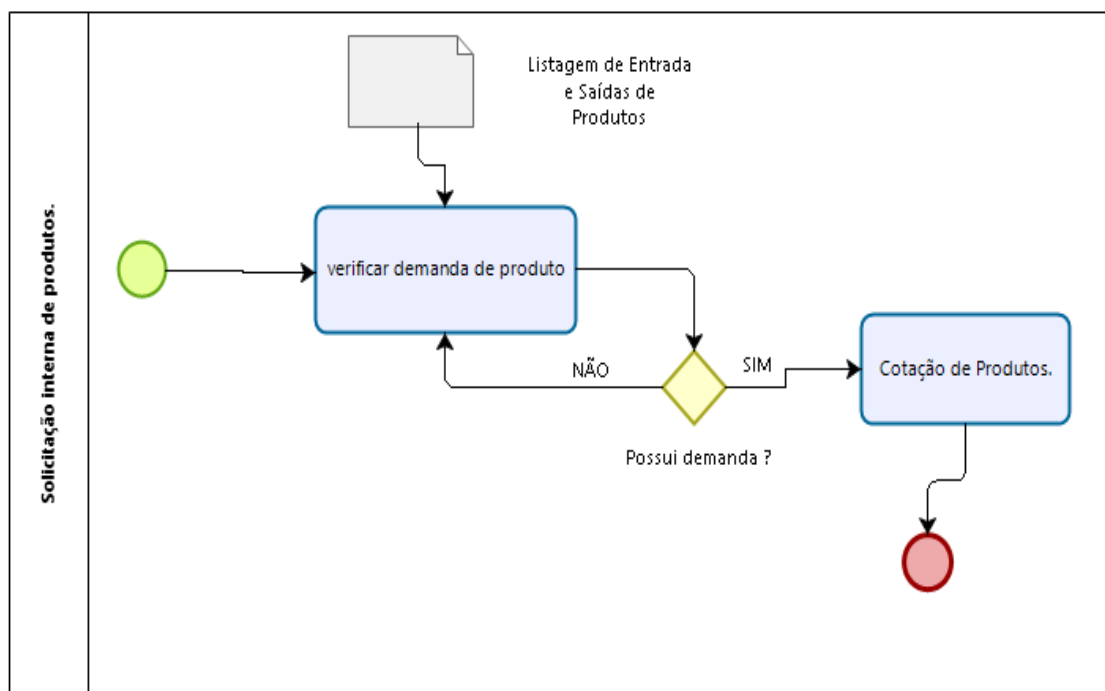 Solicitação interna de produtos.
Listagem de Entrada
e Saídas de
Produtos
verificar demanda de produto
NÃO
SIM
Cotação de Produtos.
Possui demanda ?